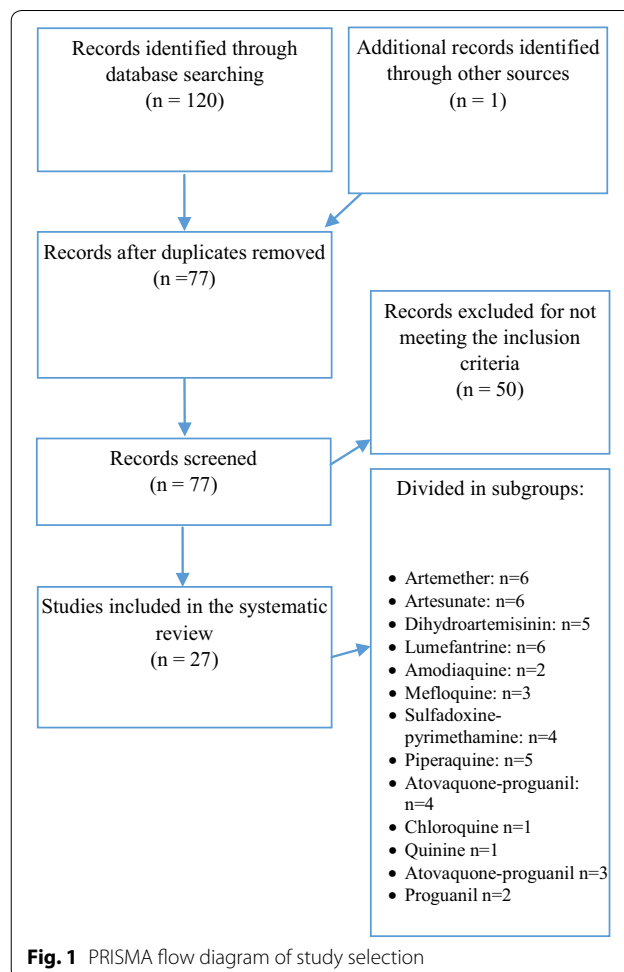 Records identified through
database searching
(n = 120)
Additional records identified
through other sources
(n = 1)
Records after duplicates removed
(n =77)
Records excluded for not
meeting the inclusion
criteria
(n = 50)
Records screened
(n = 77)
Divided in subgroups:
Studies included in the systematic
review
(n = 27)
• Artemether: n=6
• Artesunate: n=6
• Dihydroartemisinin: n=5
• Lumefantrine: n=6
• Amodiaquine: n=2
• Mefloquine: n=3
• Sulfadoxine-
pyrimethamine: n=4
• Piperaquine: n=5
• Atovaquone-proguanil:
n=4
• Chloroquine n=1
• Quinine n=1
• Atovaquone-proguanil n=3
• Proguanil n=2
Fig. 1 PRISMA flow diagram of study selection